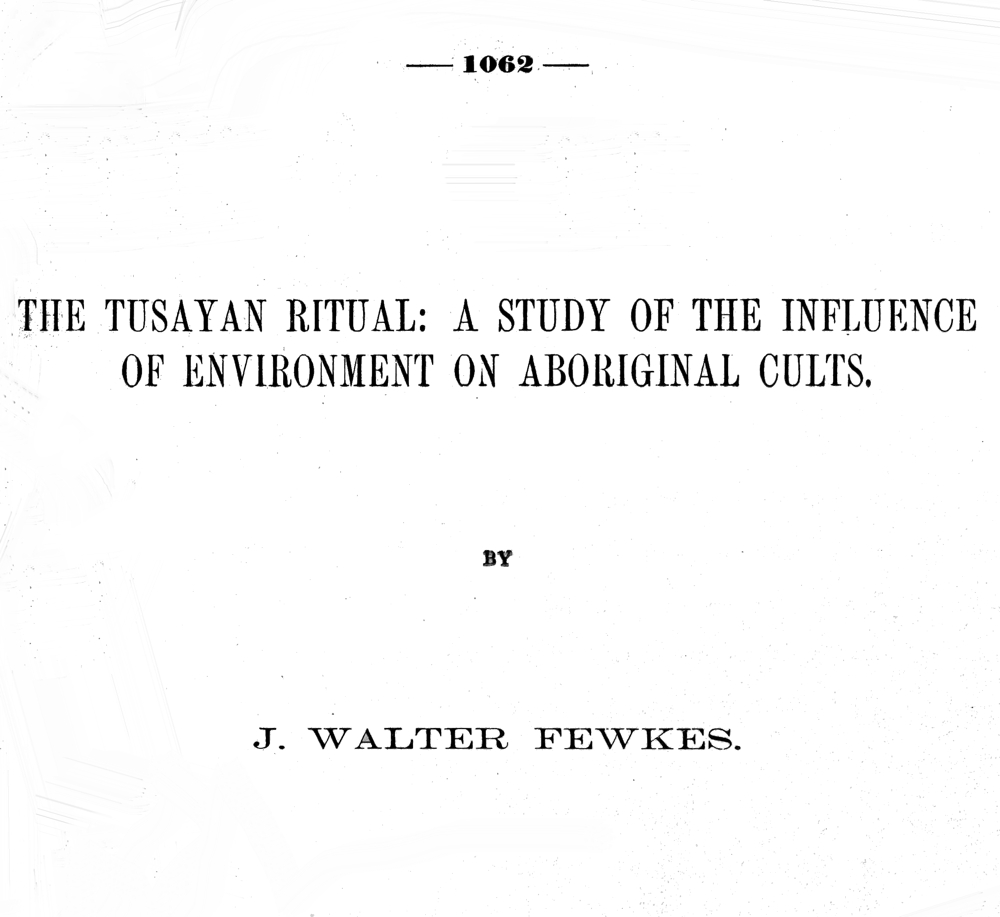 — 1062 —
THE TUSAYAN RITUAL: A STUDY OF THE INFLUENCE
OF ENVIRONMENT ON ABORIGINAL CULTS.
BY
J. WALTER FEWKES.